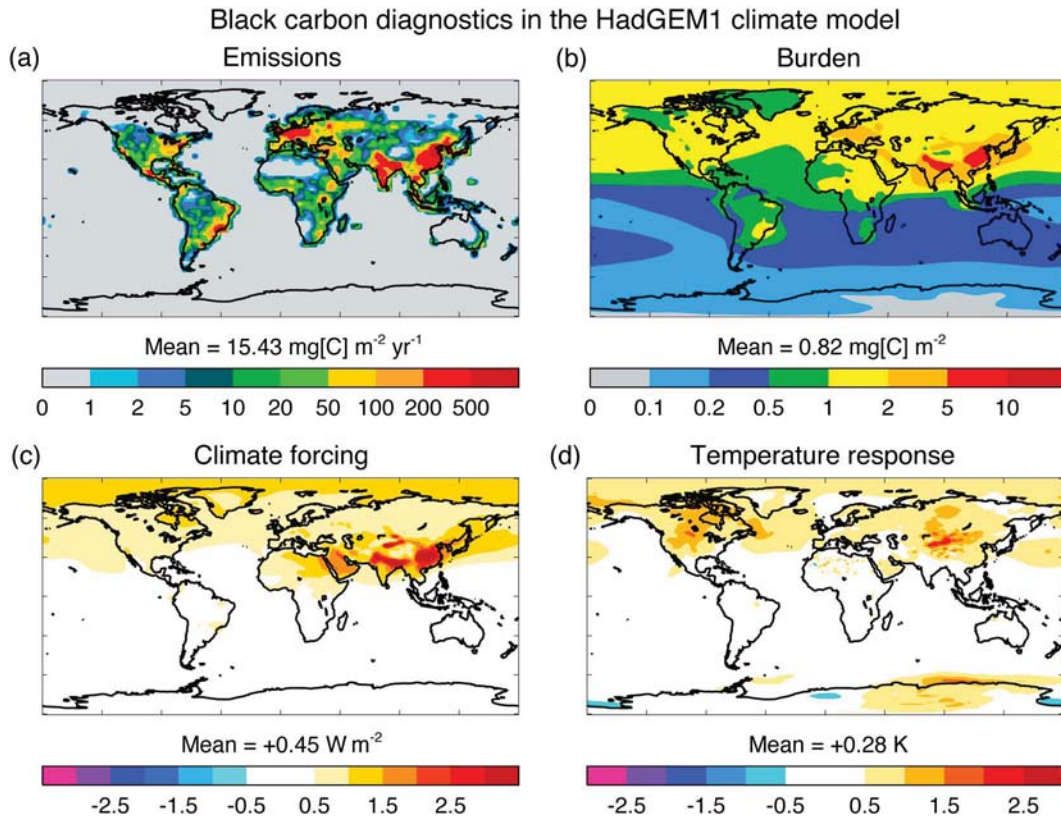 Black carbon diagnostics in the HadGEM1 climate model
(a) Emissions
(b) Burden
Mean = 15.43 mg[C] m⁻² yr⁻¹
Mean = 0.82 mg[C] m⁻²
0 1 2 5 10 20 50 100 200 500
0 0.1 0.2 0.5 1 2 5 10
(c) Climate forcing
(d) Temperature response
Mean = +0.45 W m⁻²
Mean = +0.28 K
-2.5 -1.5 -0.5 0.5 1.5 2.5
-2.5 -1.5 -0.5 0.5 1.5 2.5